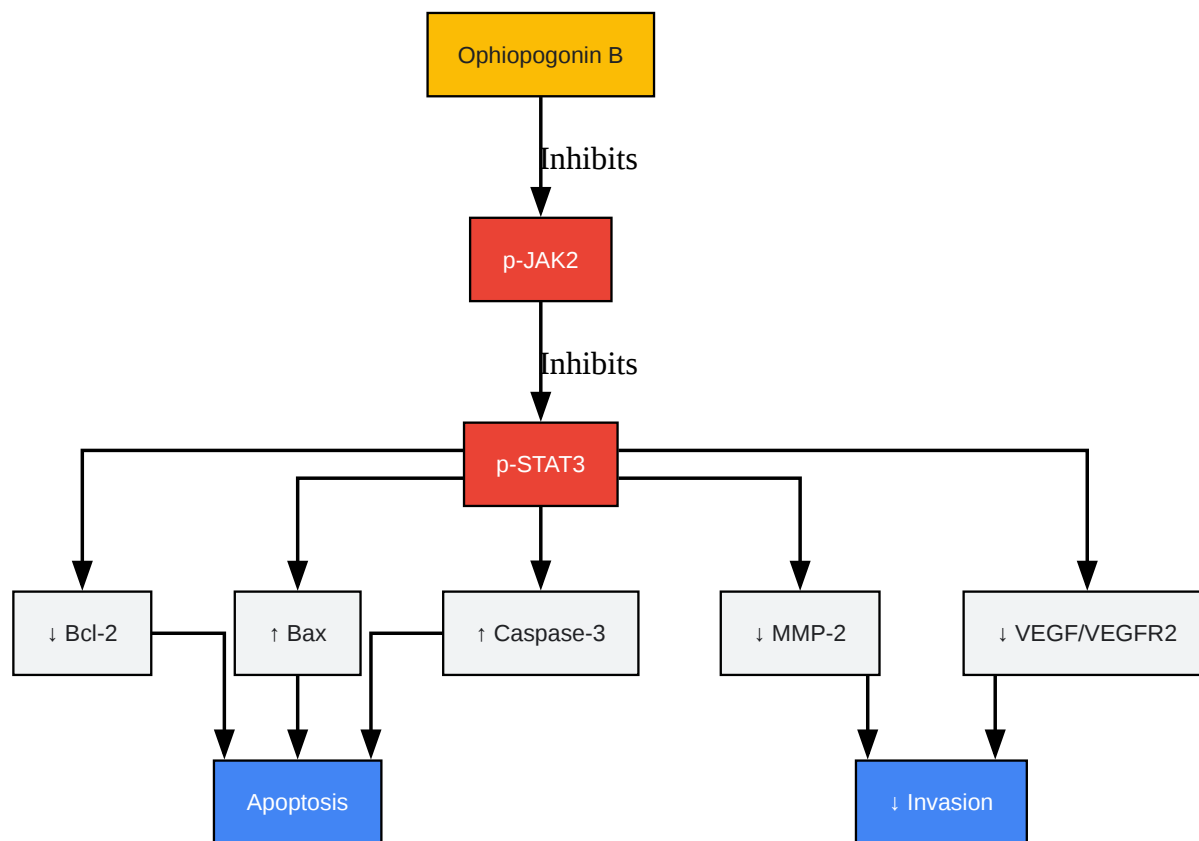 Ophiopogonin B
Inhibits
p-JAK2
Inhibits
p-STAT3
↓ Bcl-2
↑ Bax
↑ Caspase-3
↓ MMP-2
↓ VEGF/VEGFR2
Apoptosis
↓ Invasion